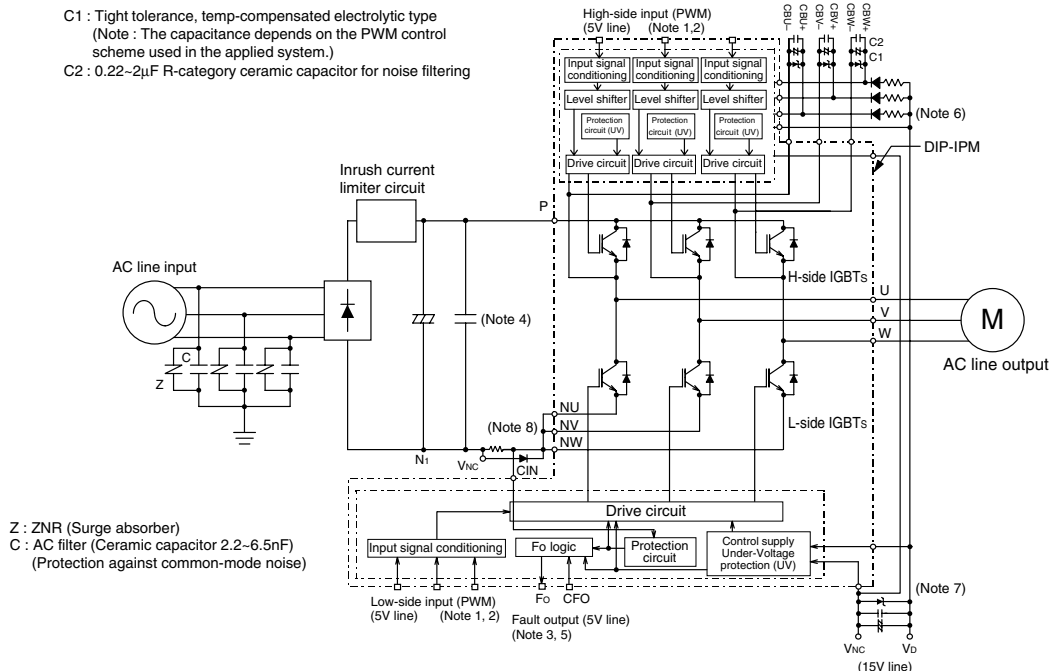 C1 : Tight tolerance, temp-compensated electrolytic type
(Note : The capacitance depends on the PWM control
scheme used in the applied system.)
C2 : 0.22~2μF R-category ceramic capacitor for noise filtering
High-side input (PWM)
(5V line) (Note 1,2)
CBU–
CBU+
CBV–
CBV+
CBW–
CBW+
C2
C1
Input signal conditioning
Input signal conditioning
Input signal conditioning
Level shifter
Level shifter
Level shifter
Protection circuit (UV)
Protection circuit (UV)
Protection circuit (UV)
Drive circuit
Drive circuit
Drive circuit
(Note 6)
DIP-IPM
Inrush current
limiter circuit
P
AC line input
(Note 4)
H-side IGBTS
U
V
W
M
AC line output
C
Z
NU
NV
NW
(Note 8)
L-side IGBTS
N1
VNC
CIN
Z : ZNR (Surge absorber)
C : AC filter (Ceramic capacitor 2.2~6.5nF)
(Protection against common-mode noise)
Drive circuit
Input signal conditioning
Fo logic
Protection
circuit
Control supply
Under-Voltage
protection (UV)
Low-side input (PWM)
(5V line) (Note 1, 2)
FO
CFO
Fault output (5V line)
(Note 3, 5)
(Note 7)
VNC
VD
(15V line)